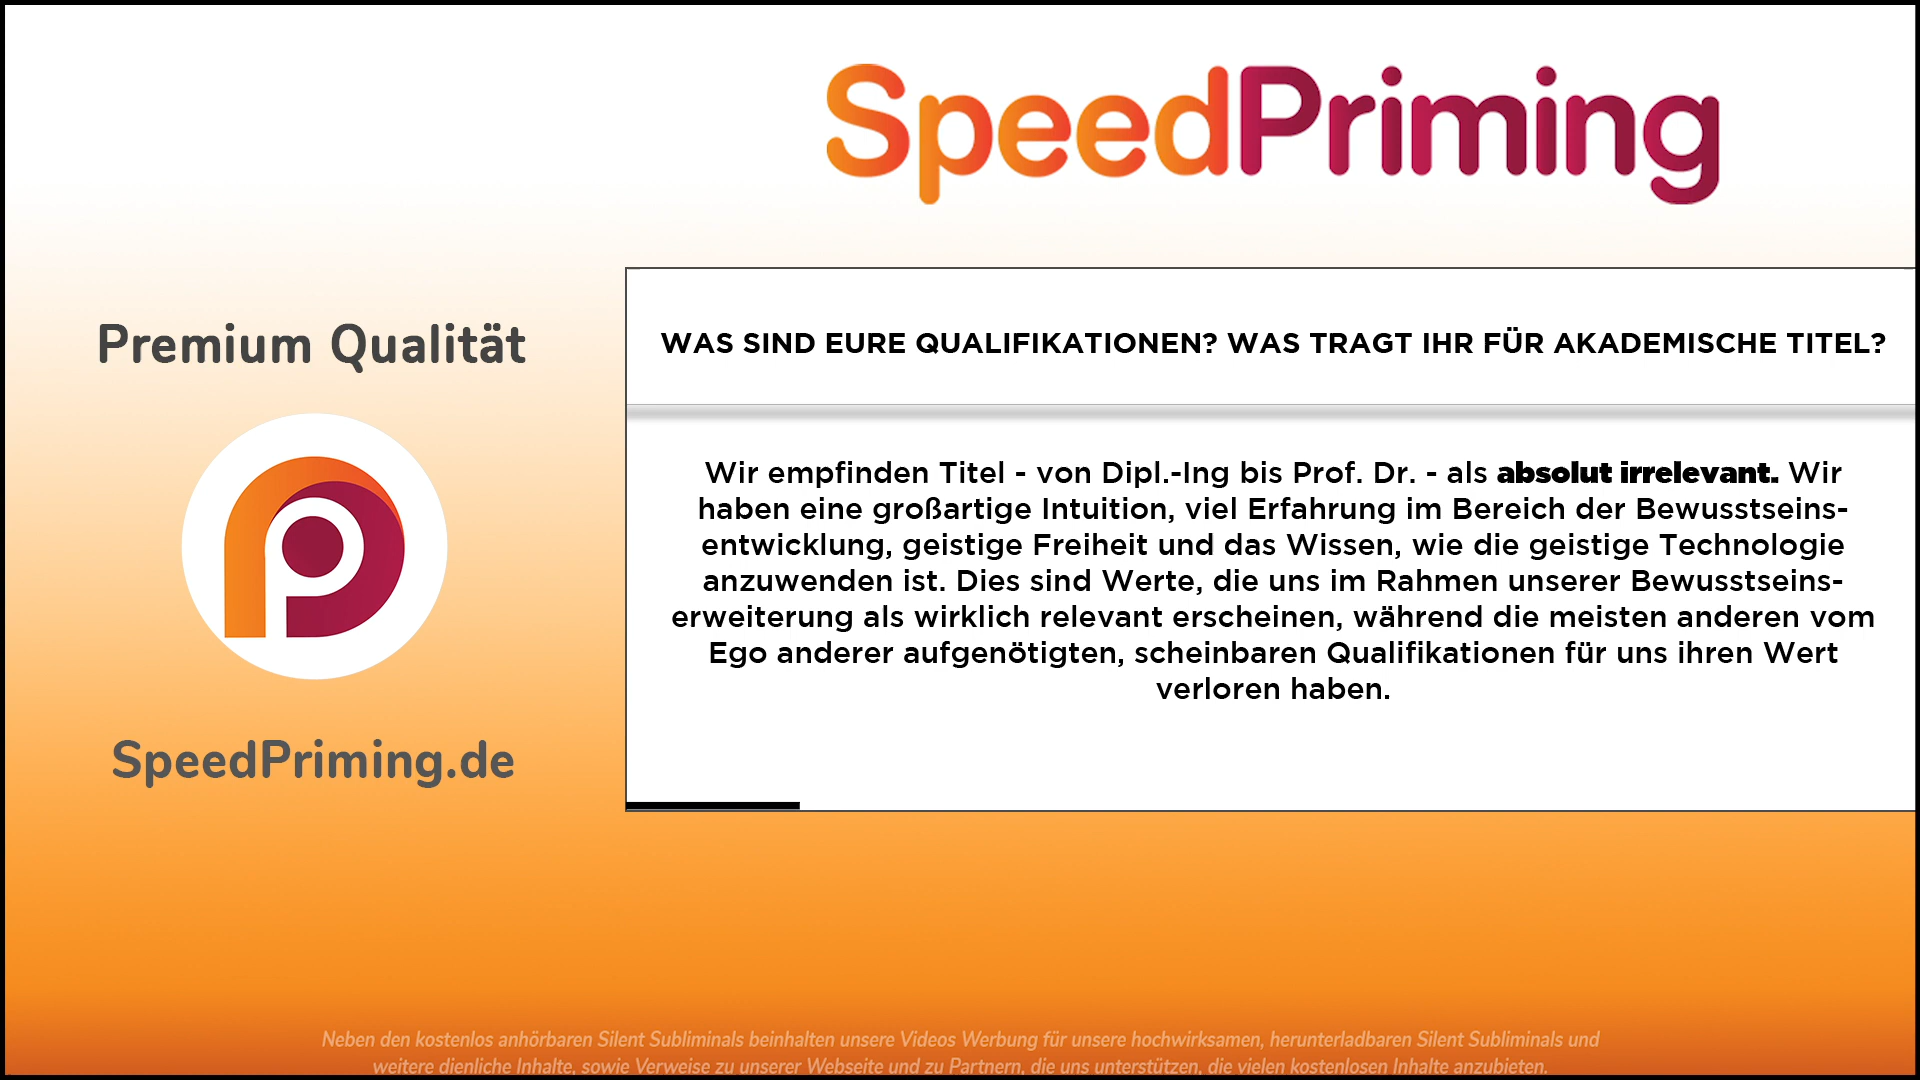 SpeedPriming
Premium Qualität
SpeedPriming.de
WAS SIND EURE QUALIFIKATIONEN? WAS TRAGT IHR FÜR AKADEMISCHE TITEL?
Wir empfinden Titel - von Dipl.-Ing bis Prof. Dr. - als absolut irrelevant. Wir
haben eine großartige Intuition, viel Erfahrung im Bereich der Bewusstseins-
entwicklung, geistige Freiheit und das Wissen, wie die geistige Technologie
anzuwenden ist. Dies sind Werte, die uns im Rahmen unserer Bewusstseins-
erweiterung als wirklich relevant erscheinen, während die meisten anderen vom
Ego anderer aufgenötigten, scheinbaren Qualifikationen für uns ihren Wert
verloren haben.
Neben den kostenlos anhörbaren Silent Subliminals beinhalten unsere Videos Werbung für unsere hochwirksamen, herunterladbaren Silent Subliminals und
weitere dienliche Inhalte, sowie Verweise zu unserer Webseite und zu Partnern, die uns unterstützen, die vielen kostenlosen Inhalte anzubieten.